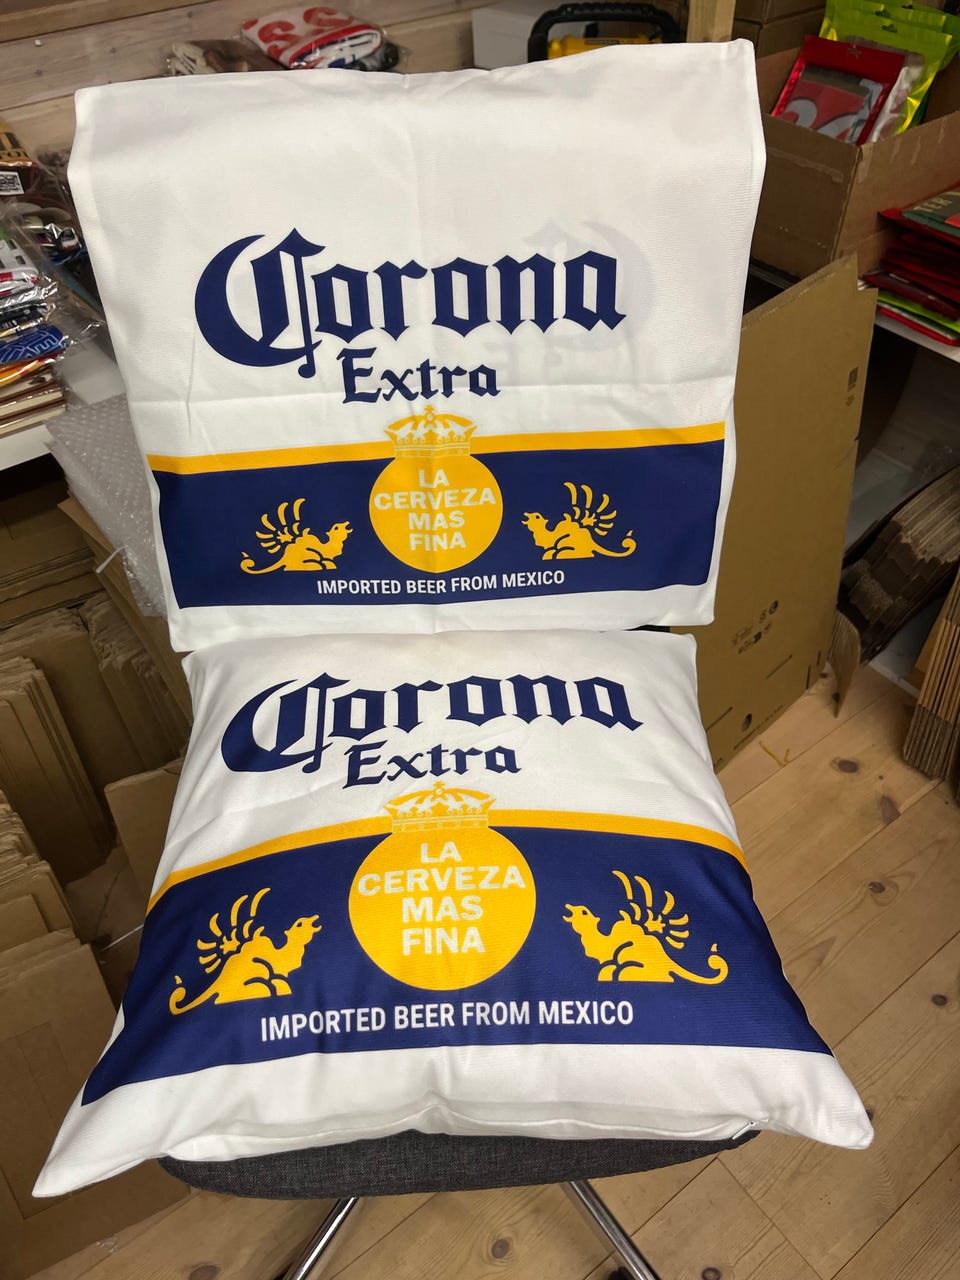 Corona
Extra
LA
CERVEZA
MAS
FINA
IMPORTED BEER FROM MEXICO
Corona
Extra
LA
CERVEZA
MAS
FINA
IMPORTED BEER FROM MEXICO